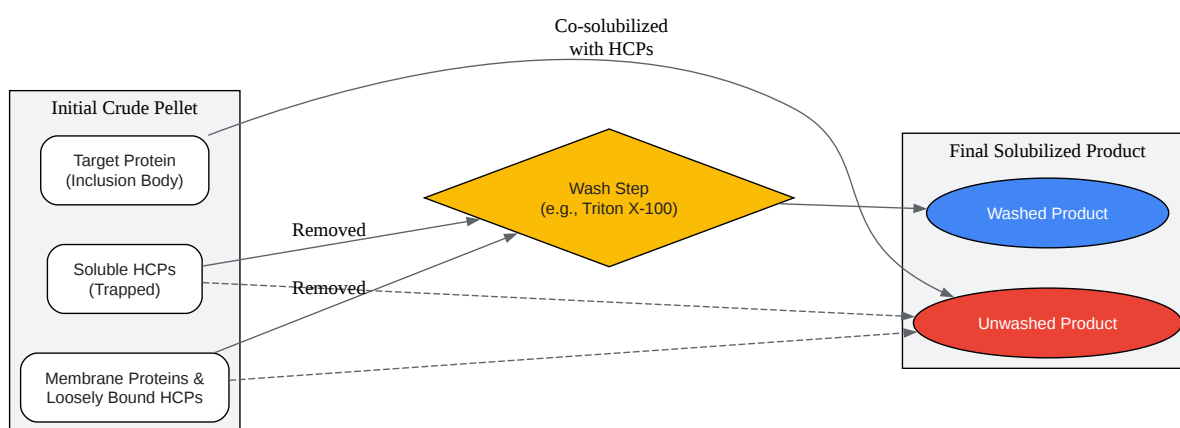 Co-solubilized
with HCPs
Initial Crude Pellet
Target Protein
(Inclusion Body)
Soluble HCPs
(Trapped)
Membrane Proteins &
Loosely Bound HCPs
Removed
Removed
Wash Step
(e.g., Triton X-100)
Final Solubilized Product
Washed Product
Unwashed Product